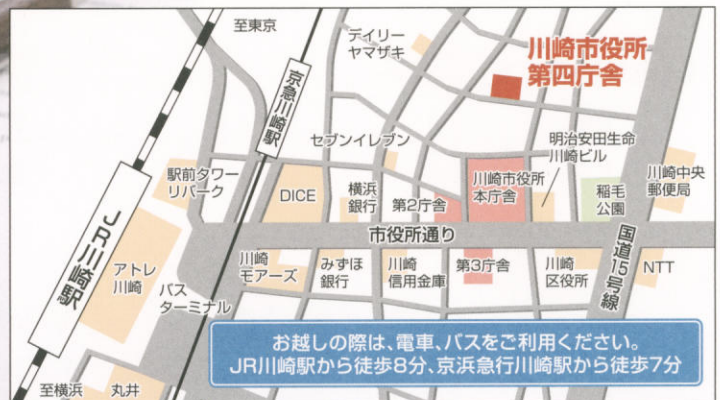 至東京
デイリー
ヤマザキ
川崎市役所
第四庁舎
京急川崎駅
セブンイレブン
明治安田生命
川崎ビル
駅前タワー
リバーク
DICE
横浜
銀行
第2庁舎
川崎市役所
本庁舎
稲毛
公園
川崎中央
郵便局
市役所通り
JR川崎駅
アトレ
川崎
バス
ターミナル
川崎
モアーズ
みずほ
銀行
川崎
信用金庫
第3庁舎
川崎
区役所
国道15号線
NTT
お越しの際は、電車、バスをご利用ください。
JR川崎駅から徒歩8分、京浜急行川崎駅から徒歩7分
至横浜
丸井